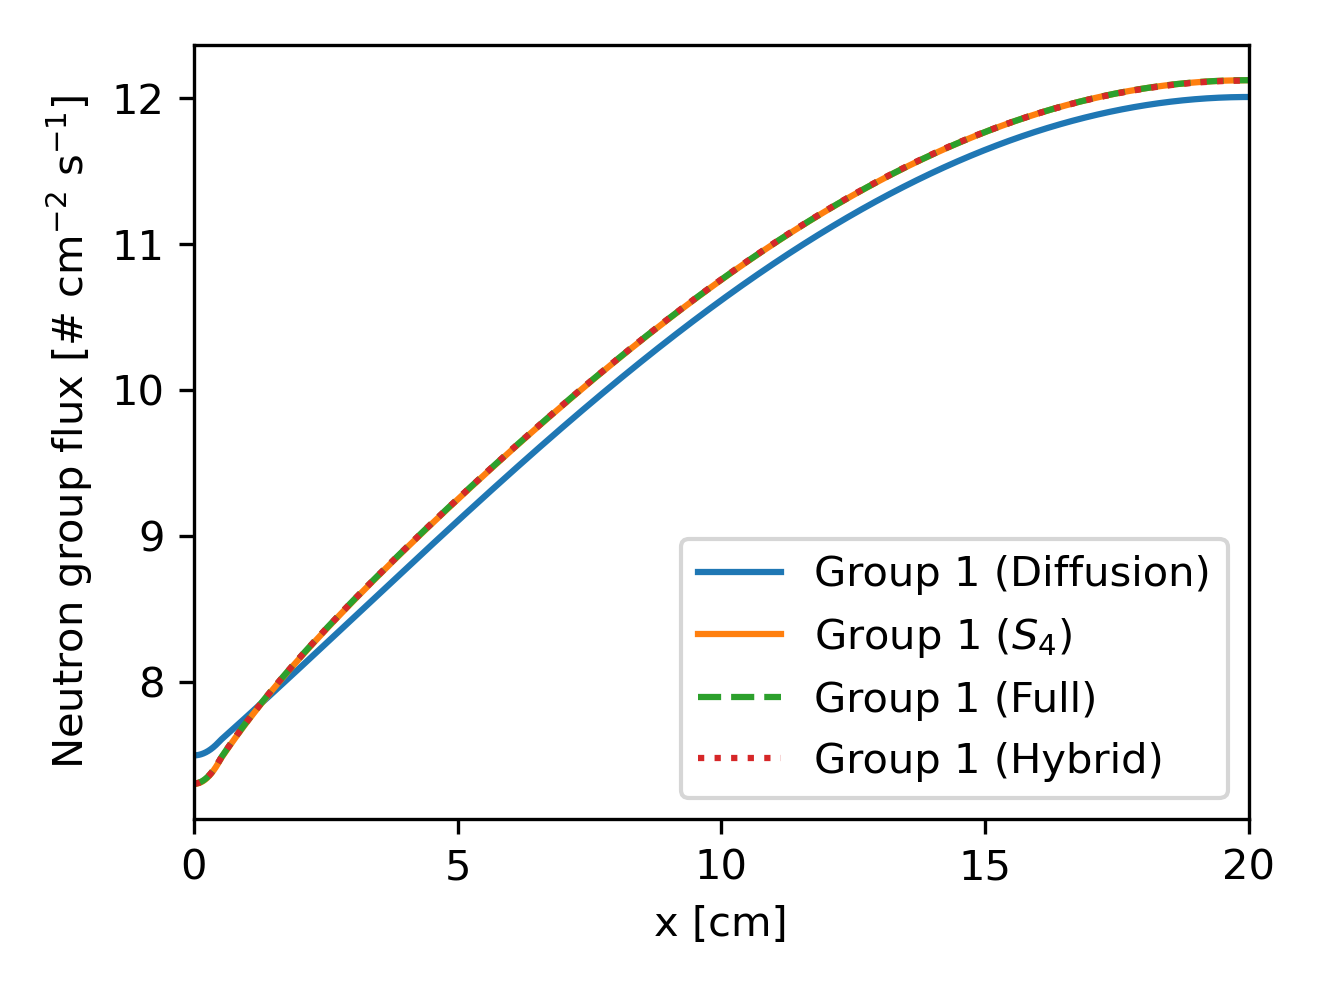 Neutron group flux [# cm⁻² s⁻¹]
12
11
10
9
8
Group 1 (Diffusion)
Group 1 (S₄)
Group 1 (Full)
Group 1 (Hybrid)
0 5 10 15 20
x [cm]